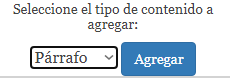 Seleccione el tipo de contenido a
agregar:
Párrafo Agregar